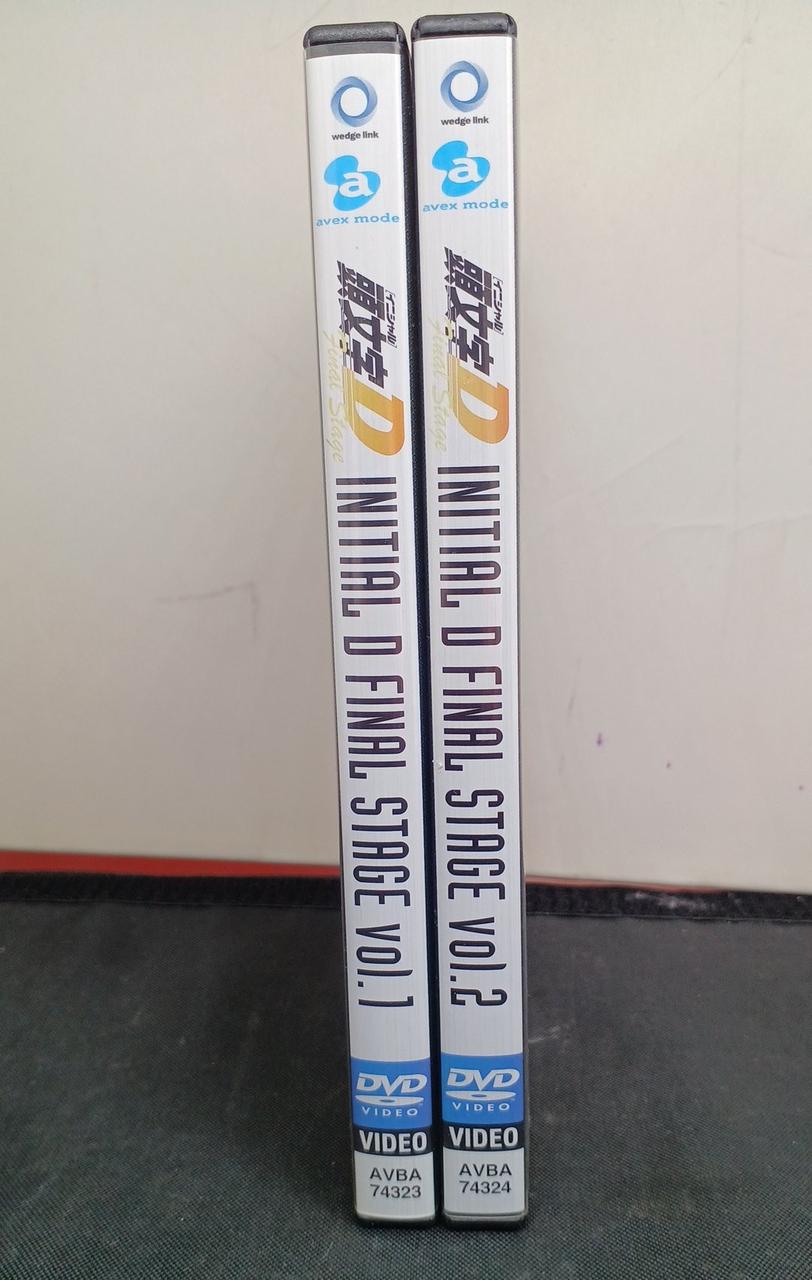 wedge link
a
avex mode
頭文字D
イニシャル
Final Stage
INITIAL D FINAL STAGE vol.1
DVD
VIDEO
VIDEO
AVBA
74323
wedge link
a
avex mode
頭文字D
イニシャル
Final Stage
INITIAL D FINAL STAGE vol.2
DVD
VIDEO
VIDEO
AVBA
74324